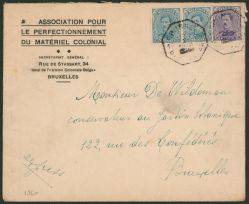 ASSOCIATION POUR
LE PERFECTIONNEMENT
DU MATÉRIEL COLONIAL
SECRÉTARIAT GÉNÉRAL :
RUE DE STASSART, 34
BRUXELLES
Monsieur De Wildeman
conservateur au Jardin Botanique
122, rue des Confédérés
Bruxelles